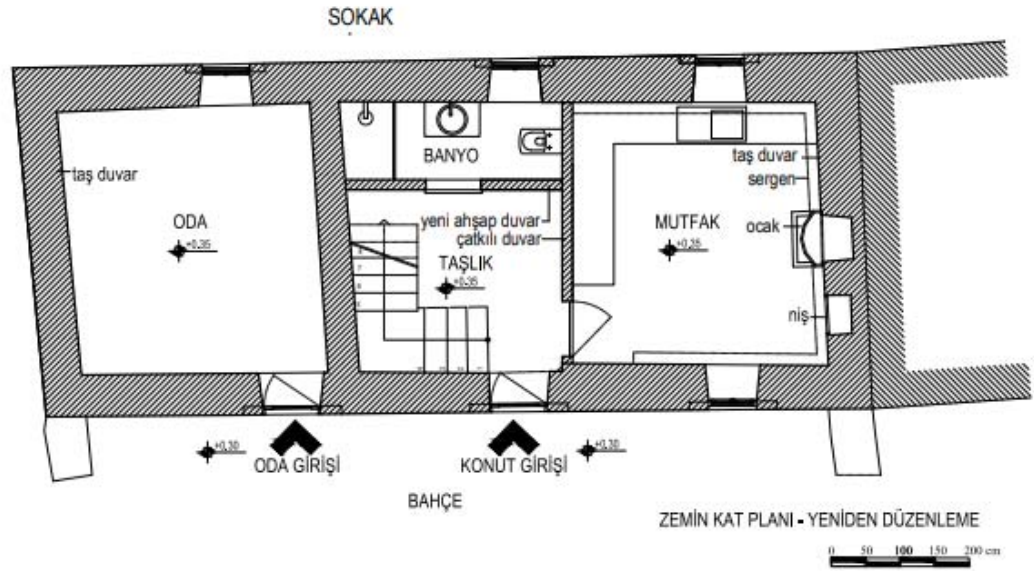 SOKAK
BANYO
taş duvar
taş duvar
sergen
ODA
+0.35
yeni ahşap duvar
çatkılı duvar
MUTFAK
+0.35
ocak
TAŞLIK
+0.35
niş
+0.30
ODA GİRİŞİ
KONUT GİRİŞİ
+0.30
BAHÇE
ZEMİN KAT PLANI - YENİDEN DÜZENLEME
0 50 100 150 200 cm